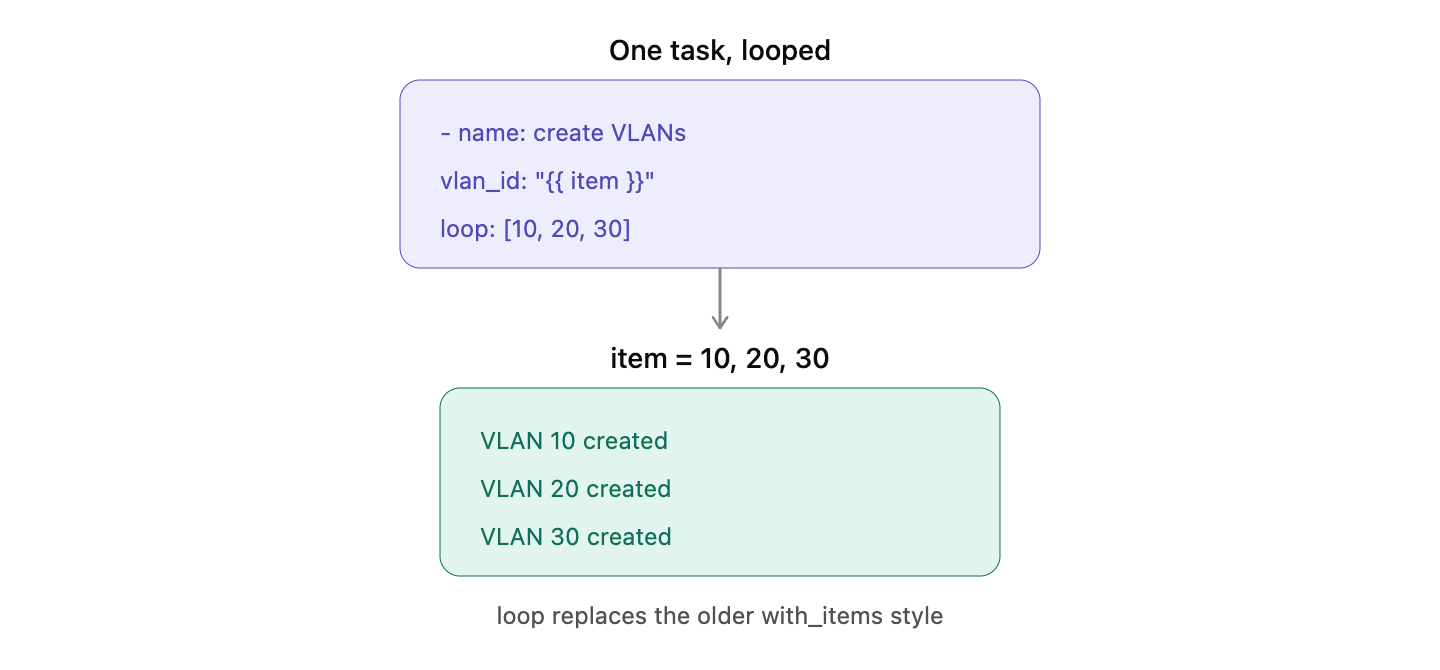 One task, looped
- name: create VLANs
vlan_id: "{{ item }}"
loop: [10, 20, 30]
item = 10, 20, 30
VLAN 10 created
VLAN 20 created
VLAN 30 created
loop replaces the older with_items style